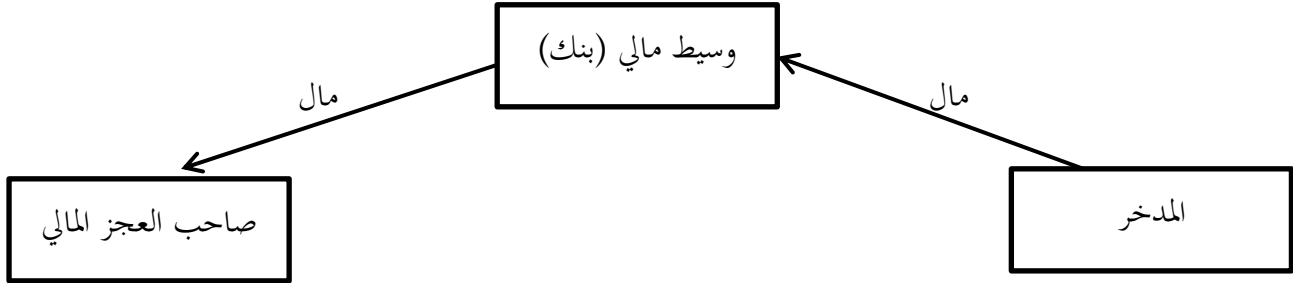 وسيط مالي (بنك)
مال
مال
المدخر
صاحب العجز المالي